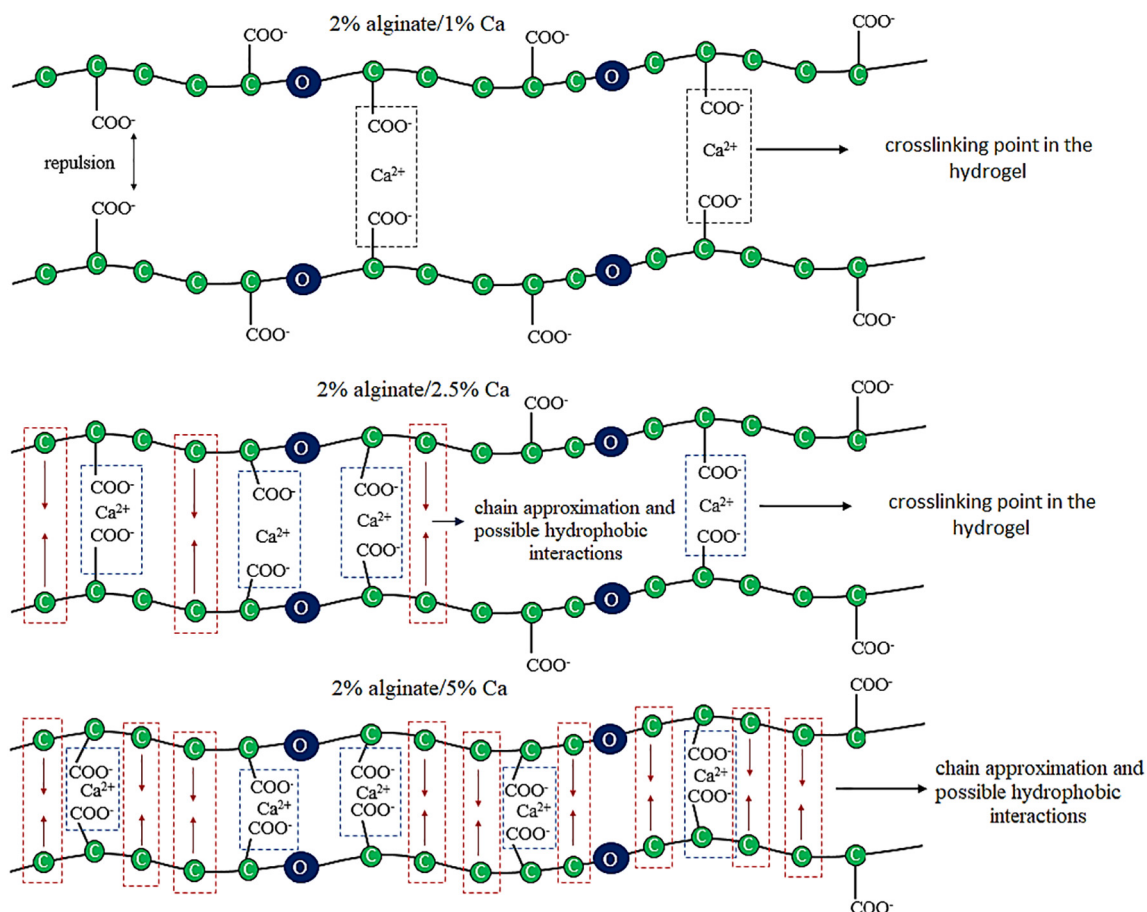 2% alginate/1% Ca
COO⁻ COO⁻ COO⁻
C C C C C O C C C C C O C C C C C
COO⁻ COO⁻ COO⁻
repulsion
Ca²⁺ Ca²⁺
crosslinking point in the
hydrogel
COO⁻ COO⁻ COO⁻
C C C C C O C C C C C O C C C C C
COO⁻ COO⁻ COO⁻
2% alginate/2.5% Ca
COO⁻ COO⁻
C C C C C O C C C C C O C C C C C
COO⁻ COO⁻ COO⁻ COO⁻
Ca²⁺ Ca²⁺ Ca²⁺ Ca²⁺
chain approximation and
possible hydrophobic
interactions
crosslinking point in the
hydrogel
COO⁻ COO⁻ COO⁻ COO⁻
C C C C C O C C C C C O C C C C C
COO⁻ COO⁻
2% alginate/5% Ca
COO⁻
C C C C C O C C C C C O C C C C C
COO⁻ COO⁻ COO⁻ COO⁻ COO⁻
Ca²⁺ Ca²⁺ Ca²⁺ Ca²⁺ Ca²⁺
chain approximation and
possible hydrophobic
interactions
COO⁻ COO⁻ COO⁻ COO⁻ COO⁻
C C C C C O C C C C C O C C C C C
COO⁻